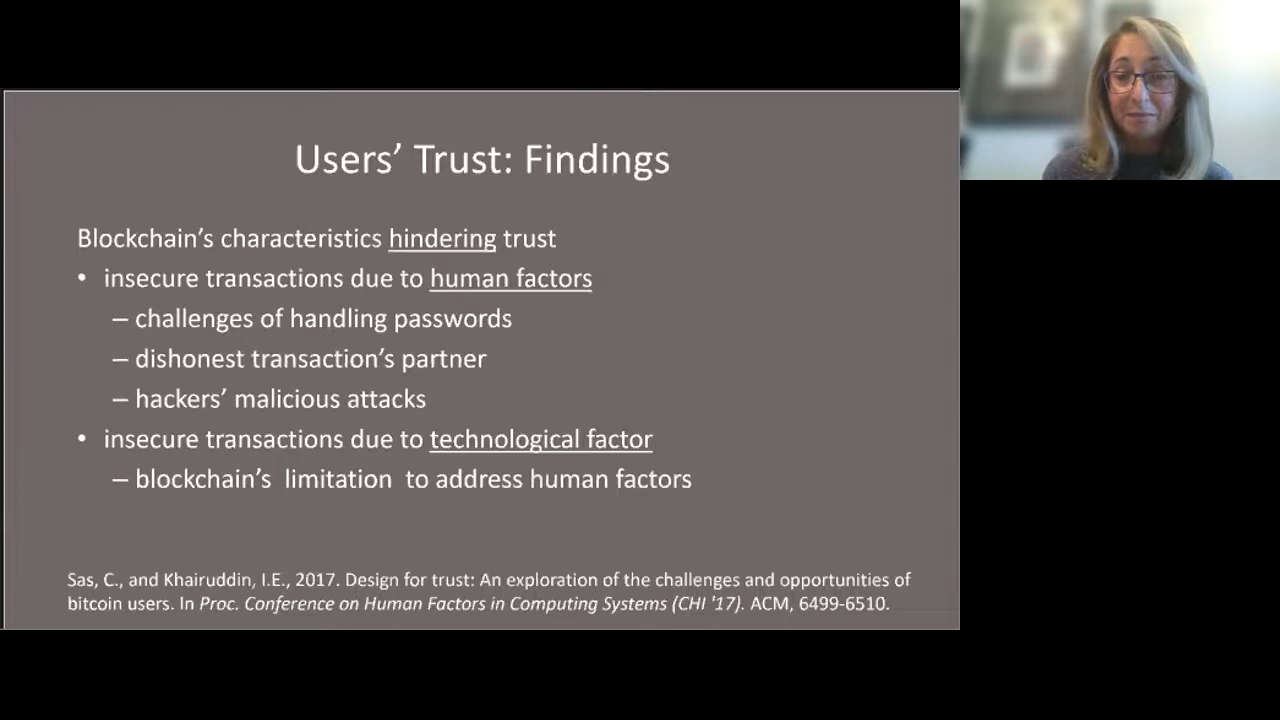 Users’ Trust: Findings
Blockchain’s characteristics hindering trust
• insecure transactions due to human factors
– challenges of handling passwords
– dishonest transaction’s partner
– hackers’ malicious attacks
• insecure transactions due to technological factor
– blockchain’s limitation to address human factors
Sas, C., and Khairuddin, I.E., 2017. Design for trust: An exploration of the challenges and opportunities of
bitcoin users. In Proc. Conference on Human Factors in Computing Systems (CHI '17). ACM, 6499-6510.